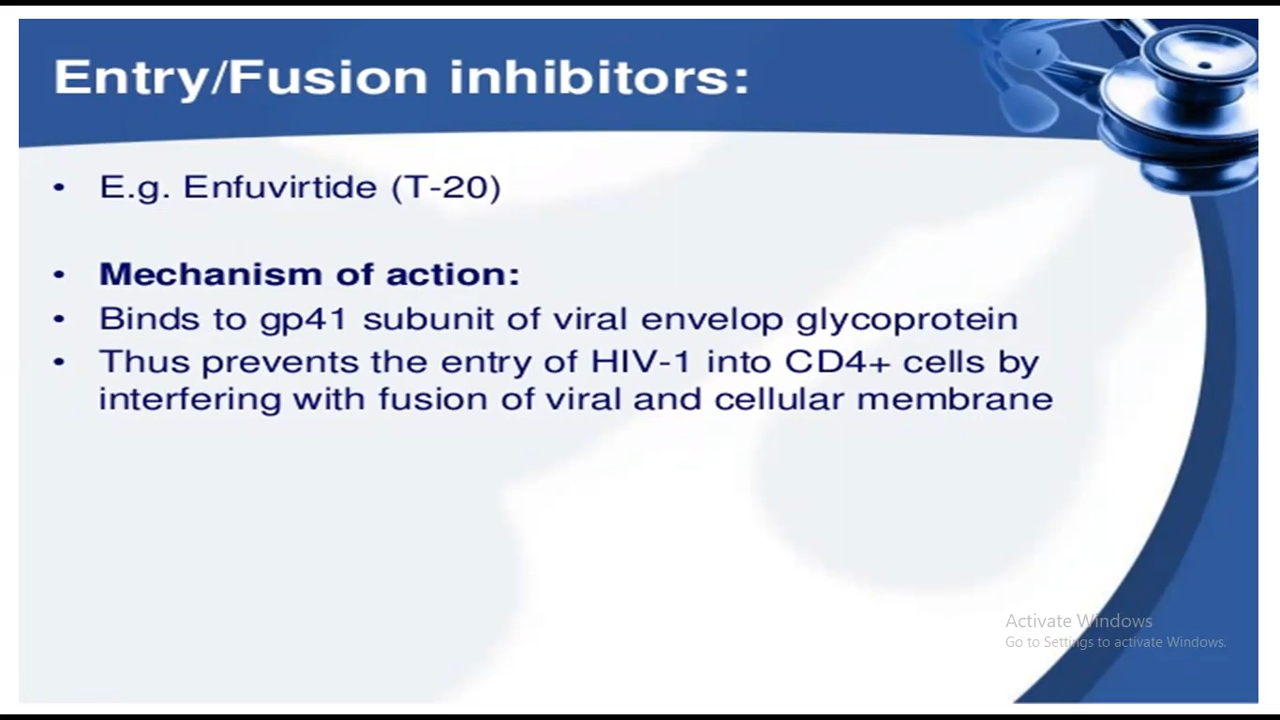 Entry/Fusion inhibitors:
• E.g. Enfuvirtide (T-20)
• Mechanism of action:
• Binds to gp41 subunit of viral envelop glycoprotein
• Thus prevents the entry of HIV-1 into CD4+ cells by
interfering with fusion of viral and cellular membrane
Activate Windows
Go to Settings to activate Windows.